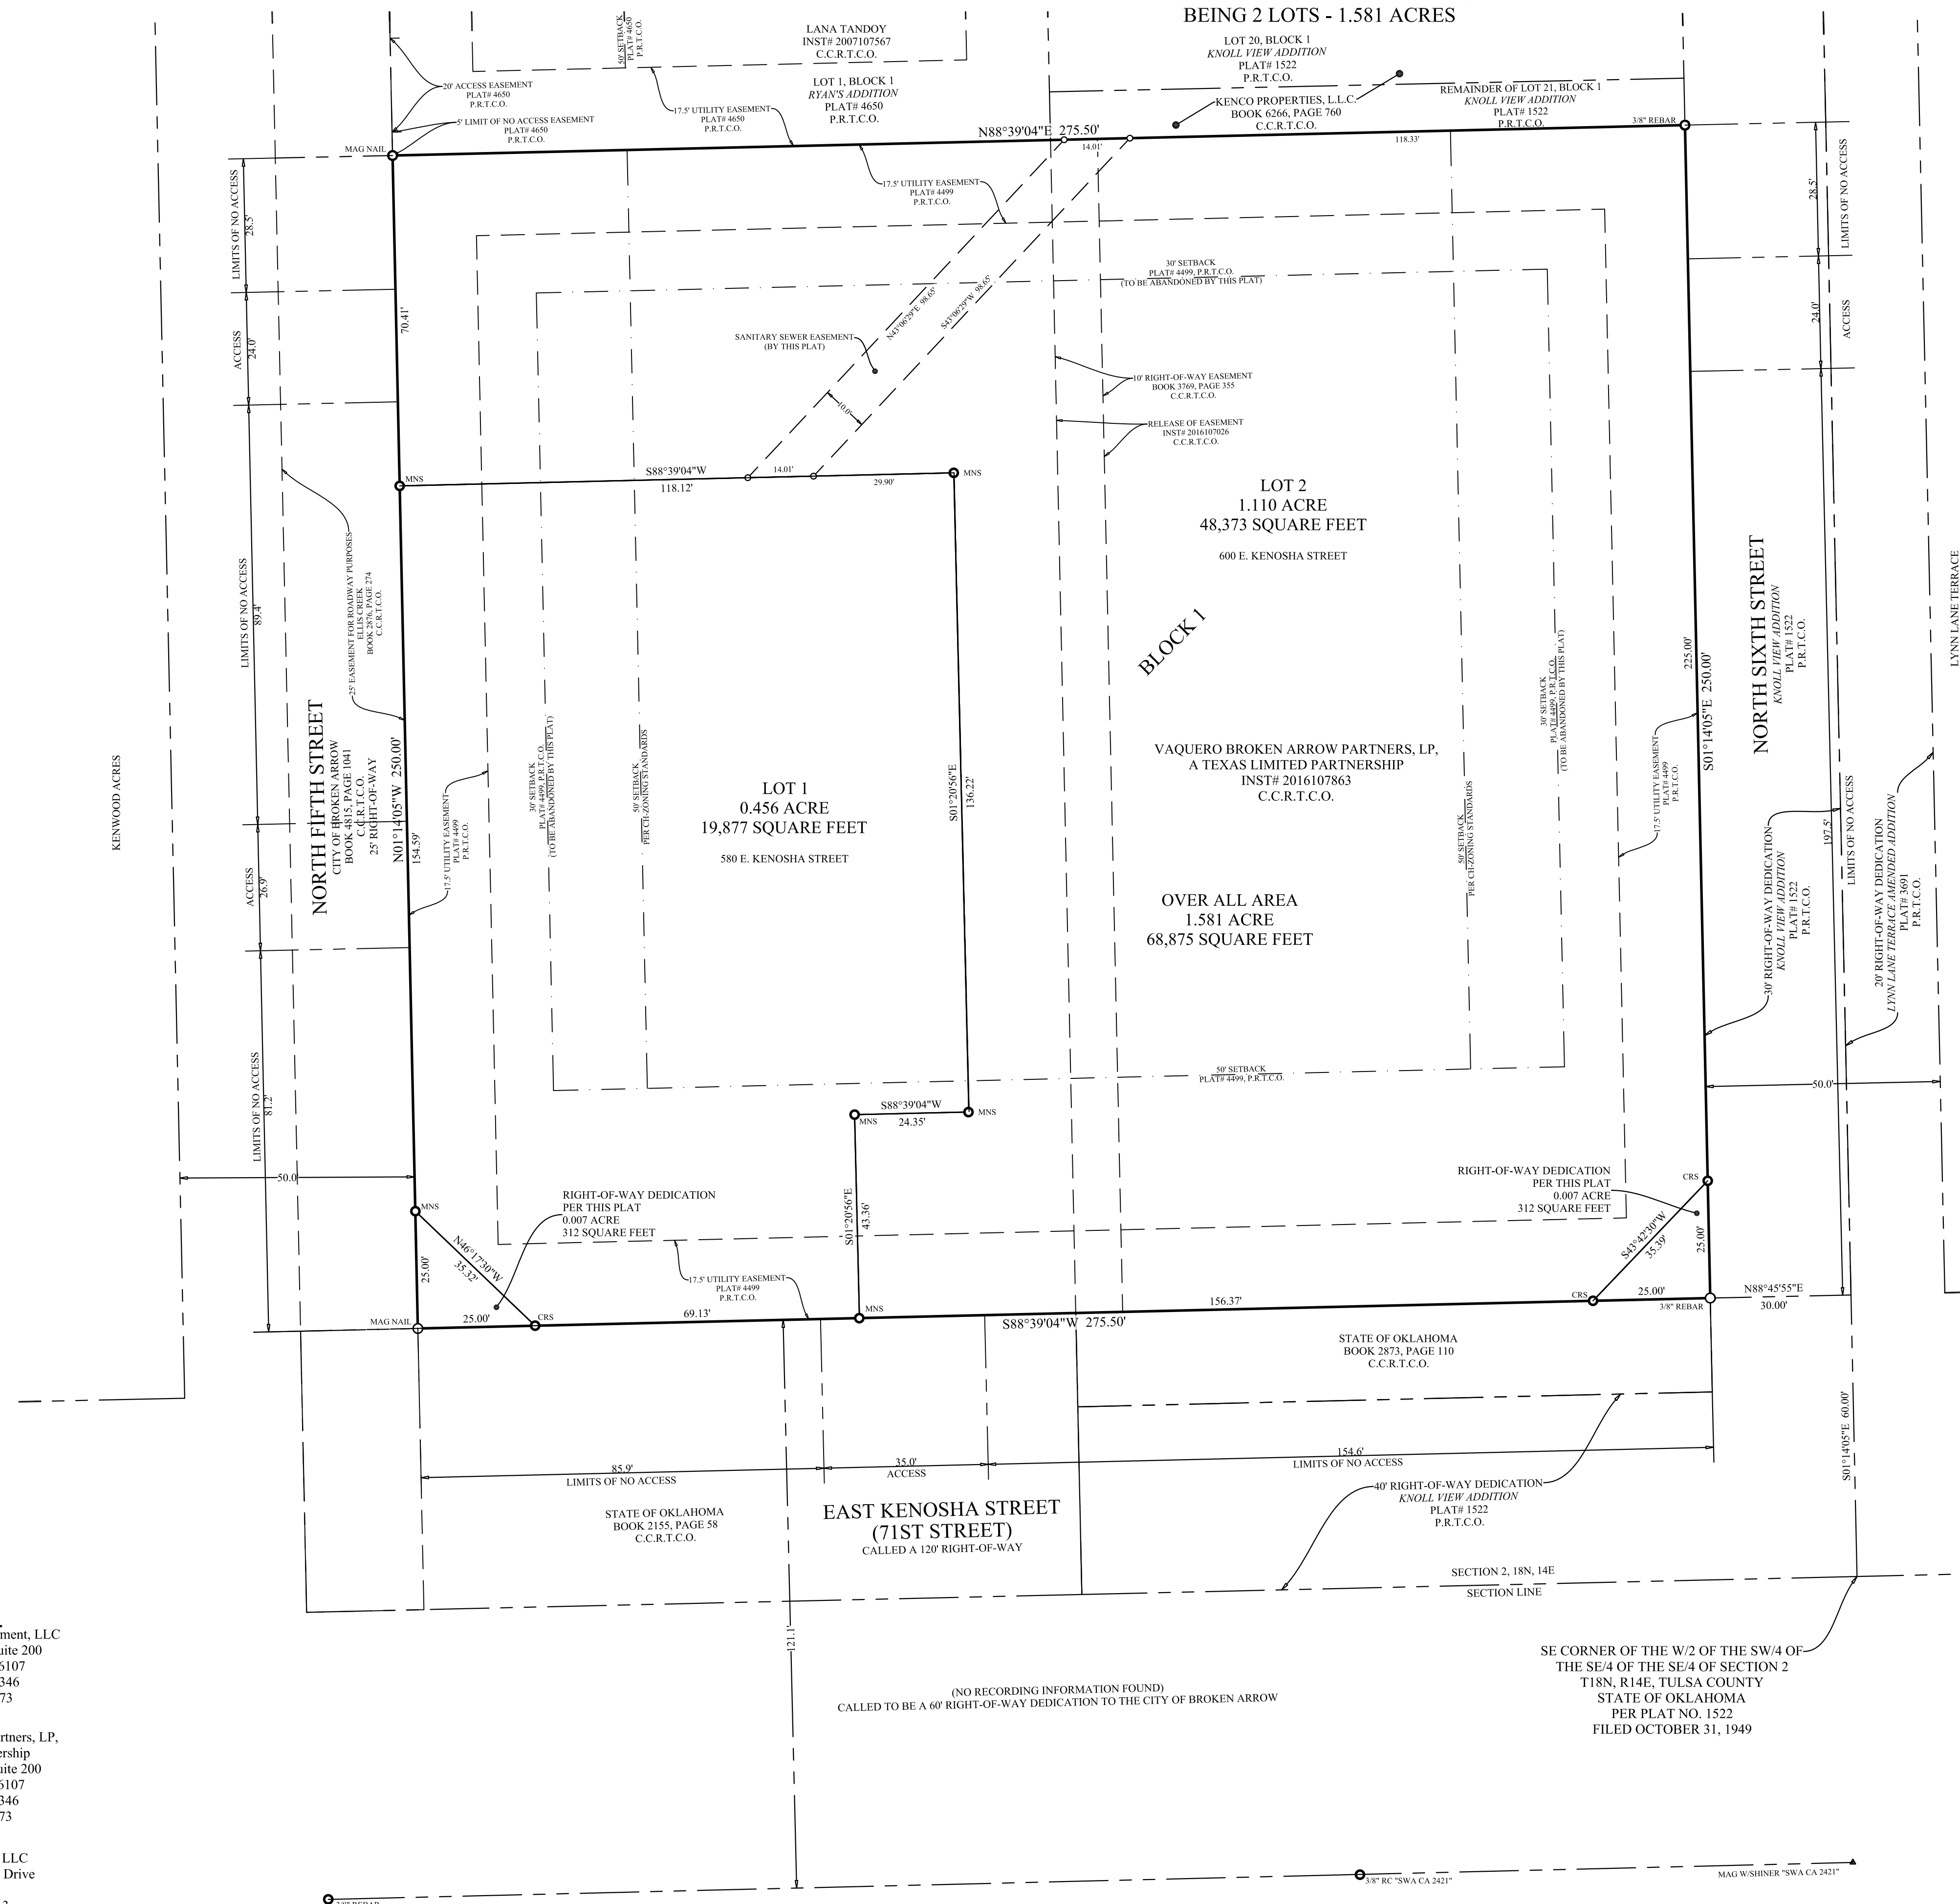 BEING 2 LOTS - 1.581 ACRES
50' SETBACK
PLAT# 4650
P.R.T.C.O.
LANA TANDOY
INST# 2007107567
C.C.R.T.C.O.
LOT 20, BLOCK 1
KNOLL VIEW ADDITION
PLAT# 1522
P.R.T.C.O.
20' ACCESS EASEMENT
PLAT# 4650
P.R.T.C.O.
LOT 1, BLOCK 1
RYAN'S ADDITION
PLAT# 4650
P.R.T.C.O.
17.5' UTILITY EASEMENT
PLAT# 4650
P.R.T.C.O.
KENCO PROPERTIES, L.L.C.
BOOK 6266, PAGE 760
C.C.R.T.C.O.
REMAINDER OF LOT 21, BLOCK 1
KNOLL VIEW ADDITION
PLAT# 1522
P.R.T.C.O.
5' LIMIT OF NO ACCESS EASEMENT
PLAT# 4650
P.R.T.C.O.
MAG NAIL
N88°39'04"E 275.50'
14.01'
118.33'
3/8" REBAR
17.5' UTILITY EASEMENT
PLAT# 4499
P.R.T.C.O.
LIMITS OF NO ACCESS
28.5'
ACCESS
24.0'
LIMITS OF NO ACCESS
89.4'
ACCESS
26.9'
LIMITS OF NO ACCESS
81.2'
28.5'
LIMITS OF NO ACCESS
24.0'
ACCESS
197.5'
LIMITS OF NO ACCESS
70.41'
30' SETBACK
PLAT# 4499, P.R.T.C.O.
(TO BE ABANDONED BY THIS PLAT)
N43°06'29"E 98.65'
S43°06'29"W 98.65'
SANITARY SEWER EASEMENT
(BY THIS PLAT)
10.0'
10' RIGHT-OF-WAY EASEMENT
BOOK 3769, PAGE 355
C.C.R.T.C.O.
RELEASE OF EASEMENT
INST# 2016107026
C.C.R.T.C.O.
MNS
S88°39'04"W
118.12'
14.01'
29.90'
MNS
LOT 2
1.110 ACRE
48,373 SQUARE FEET
600 E. KENOSHA STREET
BLOCK 1
25' EASEMENT FOR ROADWAY PURPOSES
ELLIS CREEK
BOOK 2876, PAGE 274
C.C.R.T.C.O.
KENWOOD ACRES
NORTH FIFTH STREET
CITY OF BROKEN ARROW
BOOK 4815, PAGE 1041
C.C.R.T.C.O.
25' RIGHT-OF-WAY
N01°14'05"W 250.00'
154.59'
17.5' UTILITY EASEMENT
PLAT# 4499
P.R.T.C.O.
30' SETBACK
PLAT# 4499, P.R.T.C.O.
(TO BE ABANDONED BY THIS PLAT)
50' SETBACK
PER CH-ZONING STANDARDS
LOT 1
0.456 ACRE
19,877 SQUARE FEET
580 E. KENOSHA STREET
S01°20'56"E
136.22'
VAQUERO BROKEN ARROW PARTNERS, LP,
A TEXAS LIMITED PARTNERSHIP
INST# 2016107863
C.C.R.T.C.O.
OVER ALL AREA
1.581 ACRE
68,875 SQUARE FEET
50' SETBACK
PER CH-ZONING STANDARDS
30' SETBACK
PLAT# 4499, P.R.T.C.O.
(TO BE ABANDONED BY THIS PLAT)
17.5' UTILITY EASEMENT
PLAT# 4499
P.R.T.C.O.
225.00'
S01°14'05"E 250.00'
NORTH SIXTH STREET
KNOLL VIEW ADDITION
PLAT# 1522
P.R.T.C.O.
30' RIGHT-OF-WAY DEDICATION
KNOLL VIEW ADDITION
PLAT# 1522
P.R.T.C.O.
20' RIGHT-OF-WAY DEDICATION
LYNN LANE TERRACE AMENDED ADDITION
PLAT# 3691
P.R.T.C.O.
LYNN LANE TERRACE
50' SETBACK
PLAT# 4499, P.R.T.C.O.
50.0'
S88°39'04"W
24.35'
MNS
MNS
S01°20'56"E
43.36'
50.0'
MNS
RIGHT-OF-WAY DEDICATION
PER THIS PLAT
0.007 ACRE
312 SQUARE FEET
RIGHT-OF-WAY DEDICATION
PER THIS PLAT
0.007 ACRE
312 SQUARE FEET
CRS
N46°17'30"W
35.32'
25.00'
S43°42'30"W
35.39'
25.00'
17.5' UTILITY EASEMENT
PLAT# 4499
P.R.T.C.O.
MAG NAIL
25.00'
CRS
69.13'
MNS
S88°39'04"W 275.50'
156.37'
CRS
25.00'
3/8" REBAR
N88°45'55"E
30.00'
STATE OF OKLAHOMA
BOOK 2873, PAGE 110
C.C.R.T.C.O.
S01°14'05"E 60.00'
85.9'
LIMITS OF NO ACCESS
35.0'
ACCESS
154.6'
LIMITS OF NO ACCESS
STATE OF OKLAHOMA
BOOK 2155, PAGE 58
C.C.R.T.C.O.
EAST KENOSHA STREET
(71ST STREET)
CALLED A 120' RIGHT-OF-WAY
40' RIGHT-OF-WAY DEDICATION
KNOLL VIEW ADDITION
PLAT# 1522
P.R.T.C.O.
SECTION 2, 18N, 14E
SECTION LINE
121.1'
(NO RECORDING INFORMATION FOUND)
CALLED TO BE A 60' RIGHT-OF-WAY DEDICATION TO THE CITY OF BROKEN ARROW
SE CORNER OF THE W/2 OF THE SW/4 OF
THE SE/4 OF THE SE/4 OF SECTION 2
T18N, R14E, TULSA COUNTY
STATE OF OKLAHOMA
PER PLAT NO. 1522
FILED OCTOBER 31, 1949
ment, LLC
uite 200
6107
346
73
rtners, LP,
ership
uite 200
6107
346
73
LLC
Drive
3/8" REBAR
3/8" RC "SWA CA 2421"
MAG W/SHINER "SWA CA 2421"